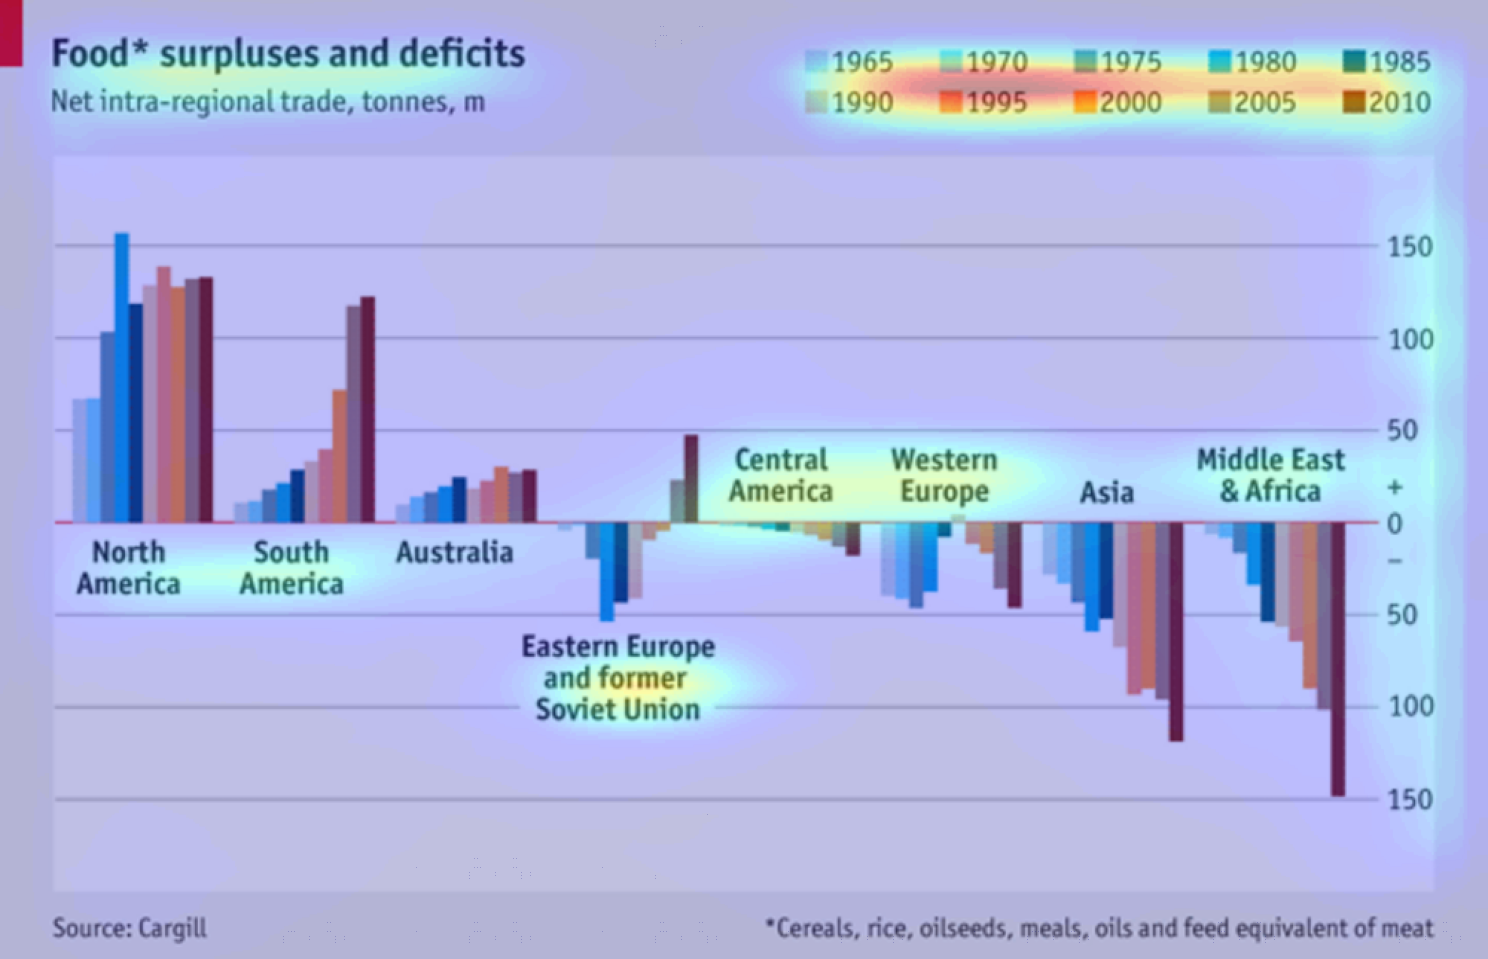 Food* surpluses and deficits
Net intra-regional trade, tonnes, m
1965 1970 1975 1980 1985
1990 1995 2000 2005 2010
150
100
50
+
0
–
50
100
150
North
America
South
America
Australia
Eastern Europe
and former
Soviet Union
Central
America
Western
Europe
Asia
Middle East
& Africa
Source: Cargill
*Cereals, rice, oilseeds, meals, oils and feed equivalent of meat